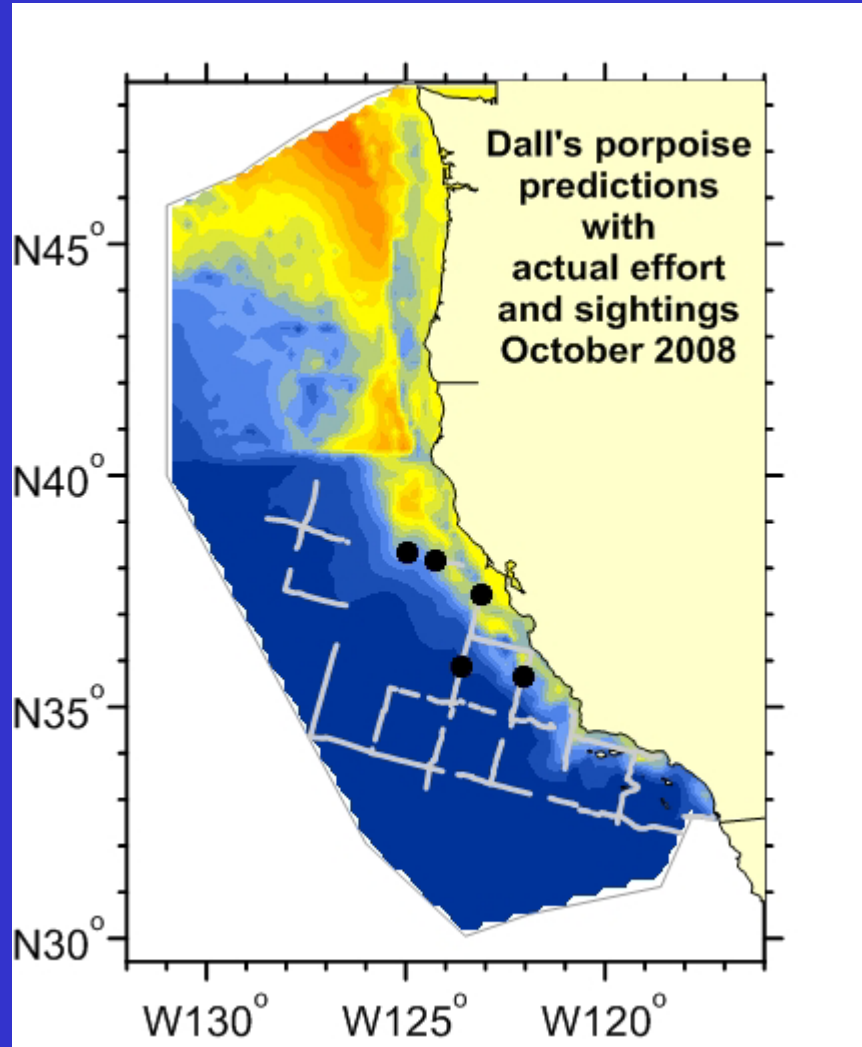 Dall's porpoise
predictions
with
actual effort
and sightings
October 2008
N45°
N40°
N35°
N30°
W130° W125° W120°